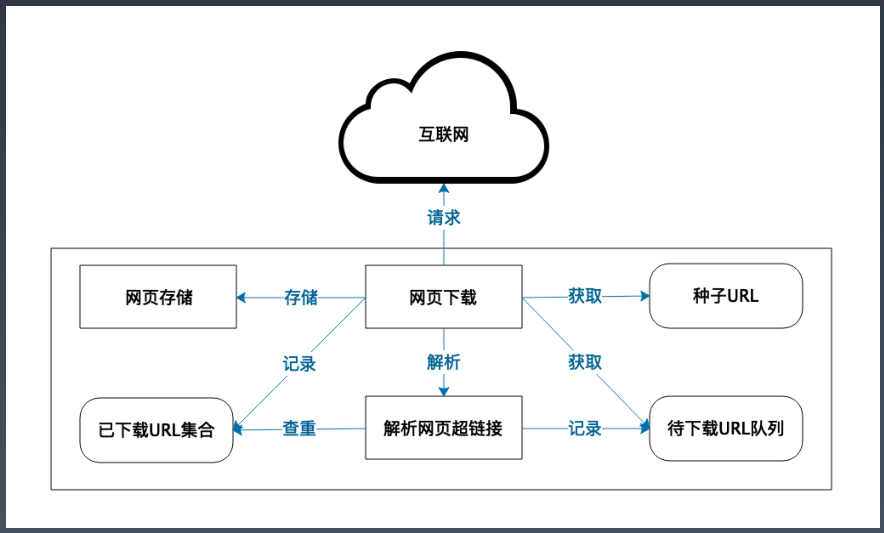 互联网
请求
网页存储
存储
网页下载
获取
种子URL
记录
解析
获取
已下载URL集合
查重
解析网页超链接
记录
待下载URL队列